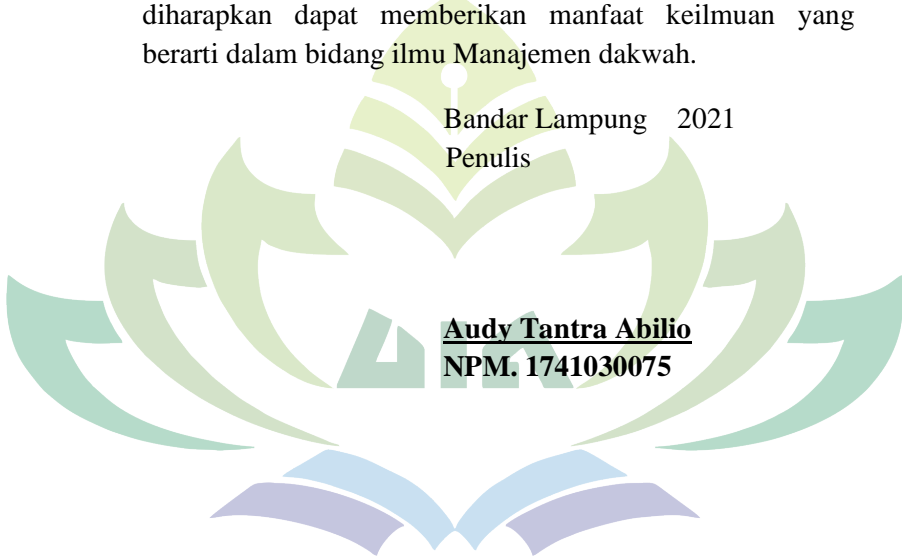 diharapkan dapat memberikan manfaat keilmuan yang
berarti dalam bidang ilmu Manajemen dakwah.
Bandar Lampung 2021
Penulis
Audy Tantra Abilio
NPM. 1741030075